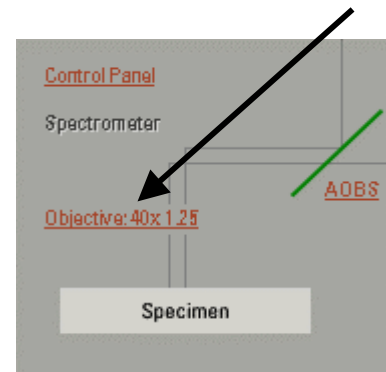 Control Panel
Spectrometer
AOBS
Objective: 40x 1.25
Specimen